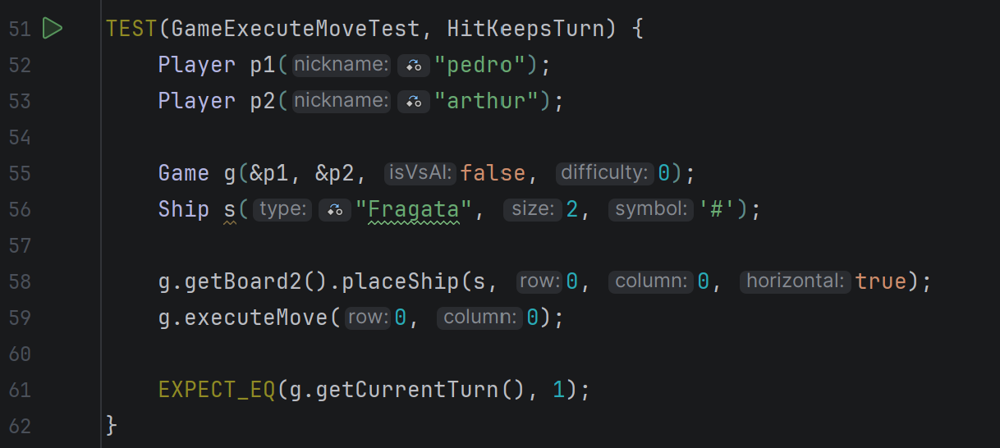 51 TEST(GameExecuteMoveTest, HitKeepsTurn) {
52 Player p1(nickname: "pedro");
53 Player p2(nickname: "arthur");
54
55 Game g(&p1, &p2, isVsAI: false, difficulty: 0);
56 Ship s(type: "Fragata", size: 2, symbol: '#');
57
58 g.getBoard2().placeShip(s, row: 0, column: 0, horizontal: true);
59 g.executeMove(row: 0, column: 0);
60
61 EXPECT_EQ(g.getCurrentTurn(), 1);
62 }